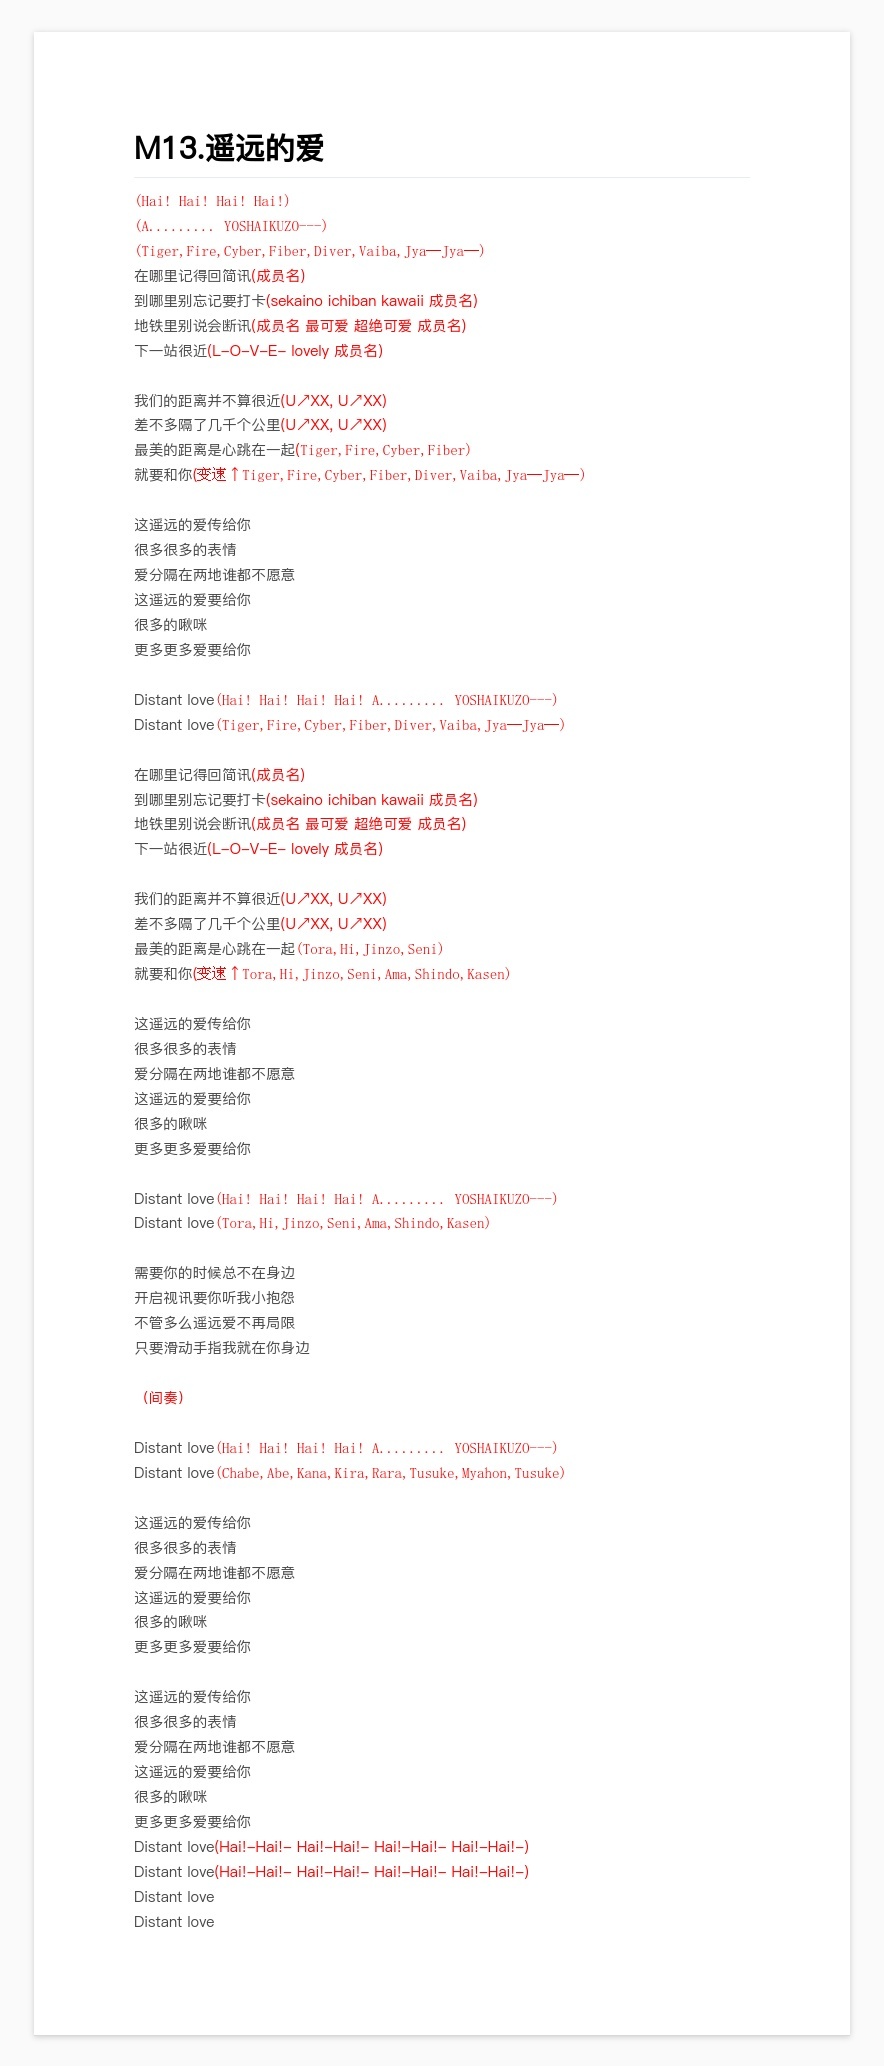 M13.遥远的爱
(Hai! Hai! Hai! Hai!)
(A......... YOSHAIKUZO---)
(Tiger,Fire,Cyber,Fiber,Diver,Vaiba,Jya——Jya——)
在哪里记得回简讯(成员名)
到哪里别忘记要打卡(sekaino ichiban kawaii 成员名)
地铁里别说会断讯(成员名 最可爱 超绝可爱 成员名)
下一站很近(L-O-V-E- lovely 成员名)
我们的距离并不算很近(U↗XX, U↗XX)
差不多隔了几千个公里(U↗XX, U↗XX)
最美的距离是心跳在一起(Tiger,Fire,Cyber,Fiber)
就要和你(变速↑Tiger,Fire,Cyber,Fiber,Diver,Vaiba,Jya——Jya——)
这遥远的爱传给你
很多很多的表情
爱分隔在两地谁都不愿意
这遥远的爱要给你
很多的啾咪
更多更多爱要给你
Distant love(Hai! Hai! Hai! Hai! A......... YOSHAIKUZO---)
Distant love(Tiger,Fire,Cyber,Fiber,Diver,Vaiba,Jya——Jya——)
在哪里记得回简讯(成员名)
到哪里别忘记要打卡(sekaino ichiban kawaii 成员名)
地铁里别说会断讯(成员名 最可爱 超绝可爱 成员名)
下一站很近(L-O-V-E- lovely 成员名)
我们的距离并不算很近(U↗XX, U↗XX)
差不多隔了几千个公里(U↗XX, U↗XX)
最美的距离是心跳在一起(Tora,Hi,Jinzo,Seni)
就要和你(变速↑Tora,Hi,Jinzo,Seni,Ama,Shindo,Kasen)
这遥远的爱传给你
很多很多的表情
爱分隔在两地谁都不愿意
这遥远的爱要给你
很多的啾咪
更多更多爱要给你
Distant love(Hai! Hai! Hai! Hai! A......... YOSHAIKUZO---)
Distant love(Tora,Hi,Jinzo,Seni,Ama,Shindo,Kasen)
需要你的时候总不在身边
开启视讯要你听我小抱怨
不管多么遥远爱不再局限
只要滑动手指我就在你身边
（间奏）
Distant love(Hai! Hai! Hai! Hai! A......... YOSHAIKUZO---)
Distant love(Chabe,Abe,Kana,Kira,Rara,Tusuke,Myahon,Tusuke)
这遥远的爱传给你
很多很多的表情
爱分隔在两地谁都不愿意
这遥远的爱要给你
很多的啾咪
更多更多爱要给你
这遥远的爱传给你
很多很多的表情
爱分隔在两地谁都不愿意
这遥远的爱要给你
很多的啾咪
更多更多爱要给你
Distant love(Hai!-Hai!- Hai!-Hai!- Hai!-Hai!- Hai!-Hai!-)
Distant love(Hai!-Hai!- Hai!-Hai!- Hai!-Hai!- Hai!-Hai!-)
Distant love
Distant love